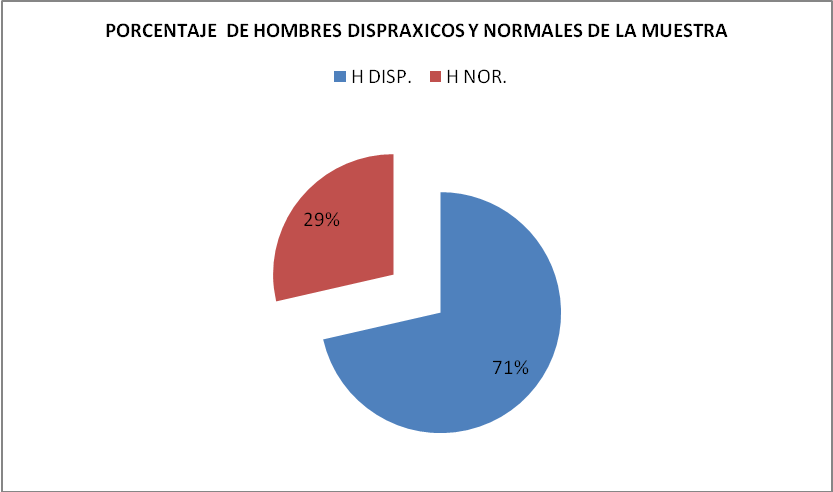 PORCENTAJE  DE HOMBRES DISPRAXICOS Y NORMALES DE LA MUESTRA
H DISP. H NOR.
29%
71%